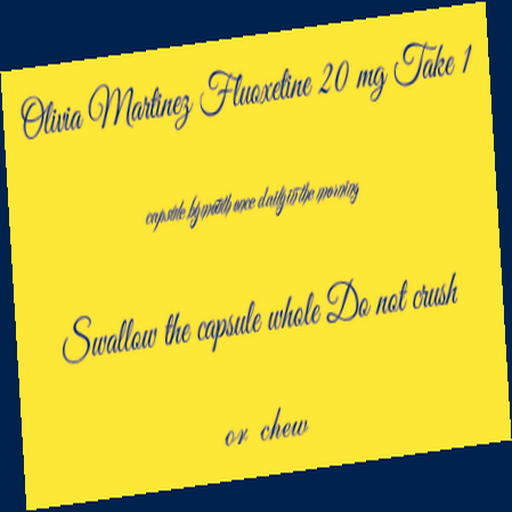 Olivia Martinez Fluoxetine 20 mg Take 1
capsule by mouth once daily in the morning
Swallow the capsule whole Do not crush
or chew